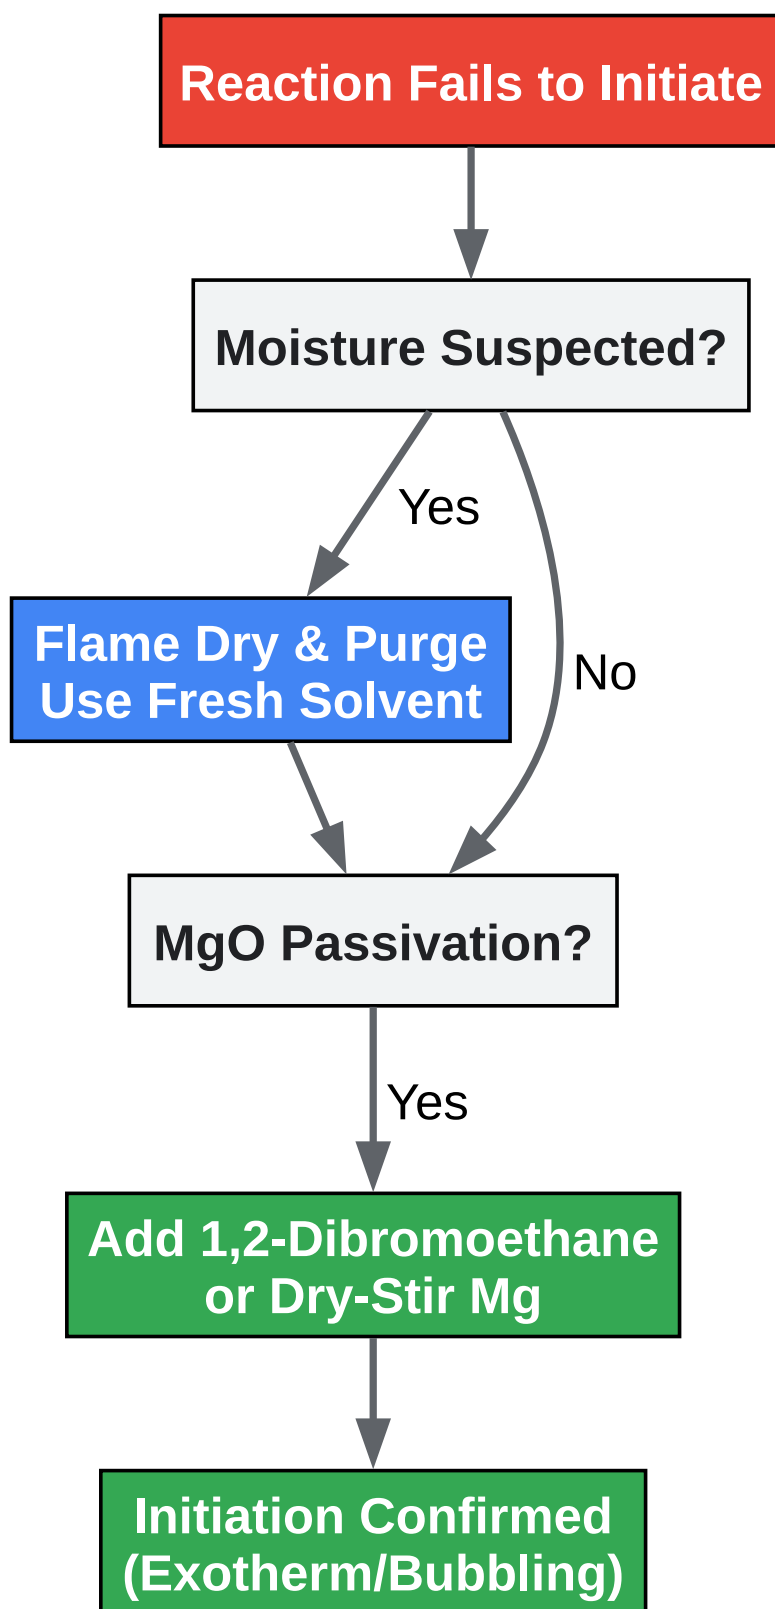 Reaction Fails to Initiate
Moisture Suspected?
Yes
Flame Dry & Purge
Use Fresh Solvent
No
MgO Passivation?
Yes
Add 1,2-Dibromoethane
or Dry-Stir Mg
Initiation Confirmed
(Exotherm/Bubbling)